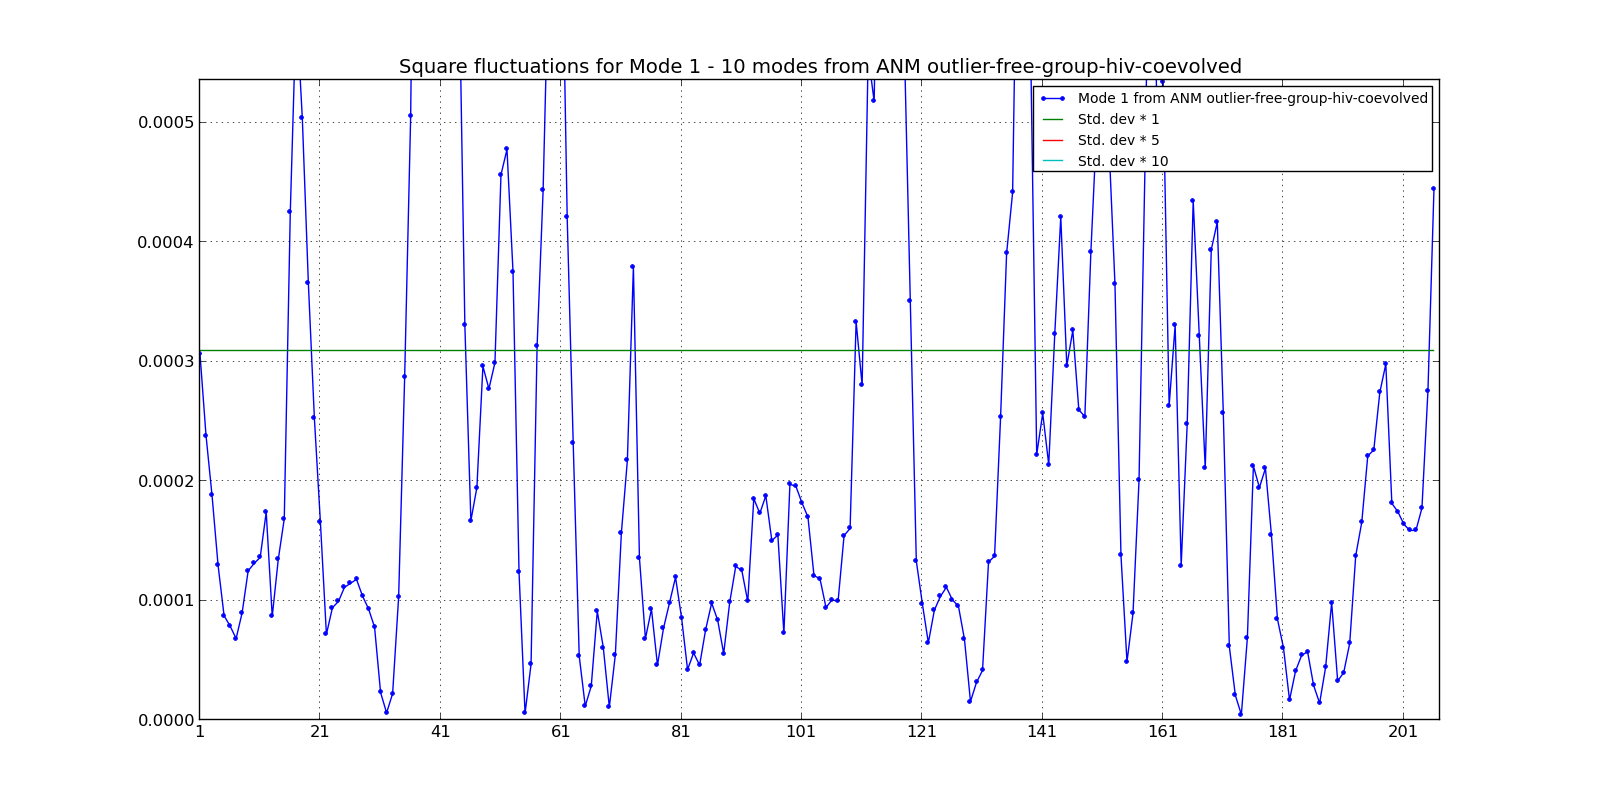 Square fluctuations for Mode 1 - 10 modes from ANM outlier-free-group-hiv-coevolved
Mode 1 from ANM outlier-free-group-hiv-coevolved
Std. dev * 1
Std. dev * 5
Std. dev * 10
0.0005
0.0004
0.0003
0.0002
0.0001
0.0000
1 21 41 61 81 101 121 141 161 181 201